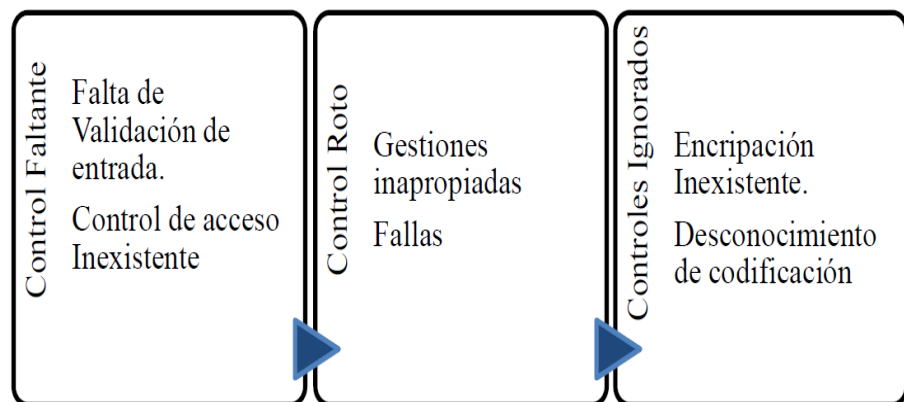 Control Faltante
Falta de
Validación de
entrada.
Control de acceso
Inexistente
Control Roto
Gestiones
inapropiadas
Fallas
Controles Ignorados
Encripación
Inexistente.
Desconocimiento
de codificación